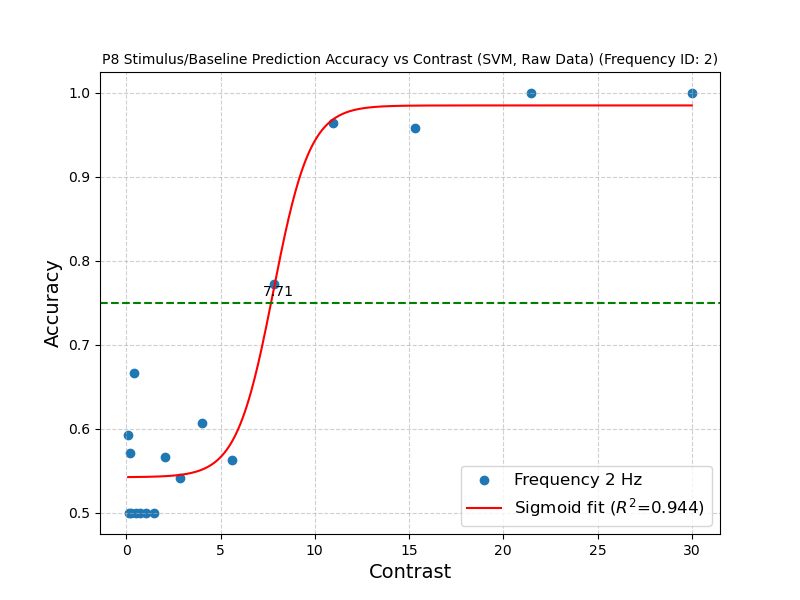 P8 Stimulus/Baseline Prediction Accuracy vs Contrast (SVM, Raw Data) (Frequency ID: 2)
1.0
0.9
0.8
0.7
0.6
0.5
Accuracy
7.71
Frequency 2 Hz
Sigmoid fit (R²=0.944)
0 5 10 15 20 25 30
Contrast